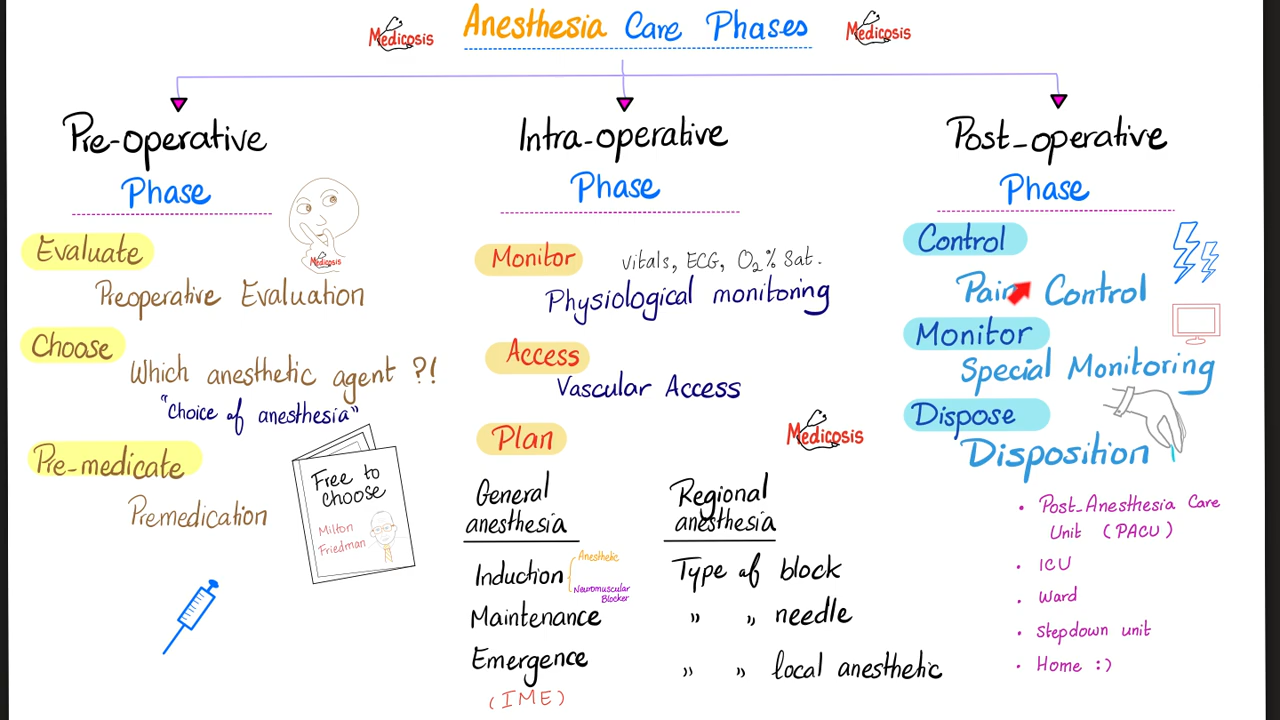 Medicosis
Anesthesia Care Phases
Medicosis
Pre-operative
Phase
Medicosis
Evaluate
Preoperative Evaluation
Choose
Which anesthetic agent ?!
"Choice of anesthesia"
Pre-medicate
Premedication
Free to
Choose
Milton
Friedman
Intra-operative
Phase
Monitor vitals, ECG, O2 % Sat.
Physiological monitoring
Access
Vascular Access
Plan
Medicosis
General
anesthesia
Induction
Anesthetic
Neuromuscular
Blocker
Maintenance
Emergence
(IME)
Regional
anesthesia
Type of block
" " needle
" " local anesthetic
Post-operative
Phase
Control
Pain Control
Monitor
Special Monitoring
Dispose
Disposition
• Post-Anesthesia Care
Unit (PACU)
• ICU
• Ward
• Stepdown unit
• Home :)